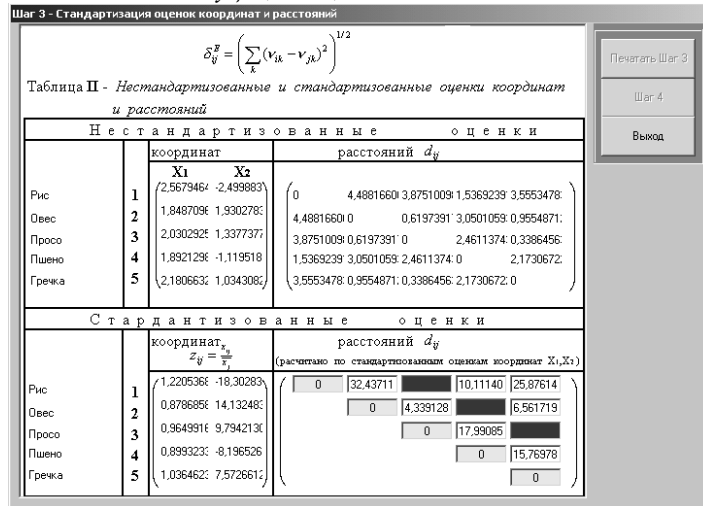 Шаг 3 - Стандартизация оценок координат и расстояний
δ_ij^E = (∑_k (ν_ik − ν_jk)^2)^1/2
Таблица II - Нестандартизованные и стандартизованные оценки координат
и расстояний
Нестандартизованные оценки
координат расстояний d_ij
X1 X2
Рис 1 2,5679464 -2,499883 0 4,4881660 3,8751009 1,5369239 3,5553478
Овес 2 1,8487096 1,9302783 4,4881660 0 0,6197391 3,0501059 0,9554871
Просо 3 2,0302925 1,3377377 3,8751009 0,6197391 0 2,4611374 0,3386456
Пшено 4 1,8921298 -1,119518 1,5369239 3,0501059 2,4611374 0 2,1730672
Гречка 5 2,1806632 1,0343082 3,5553478 0,9554871 0,3386456 2,1730672 0
Стардантизованные оценки
координат расстояний d_ij
z_ij = x_ij / x_j (расчитано по стандартизованным оценкам координат X1,X2)
Рис 1 1,2205368 -18,30283 0 32,43711 10,11140 25,87614
Овес 2 0,8786856 14,132483 0 4,339128 6,561719
Просо 3 0,9649916 9,7942130 0 17,99085
Пшено 4 0,8993233 -8,196526 0 15,76978
Гречка 5 1,0364623 7,5726612 0
Печатать Шаг 3
Шаг 4
Выход